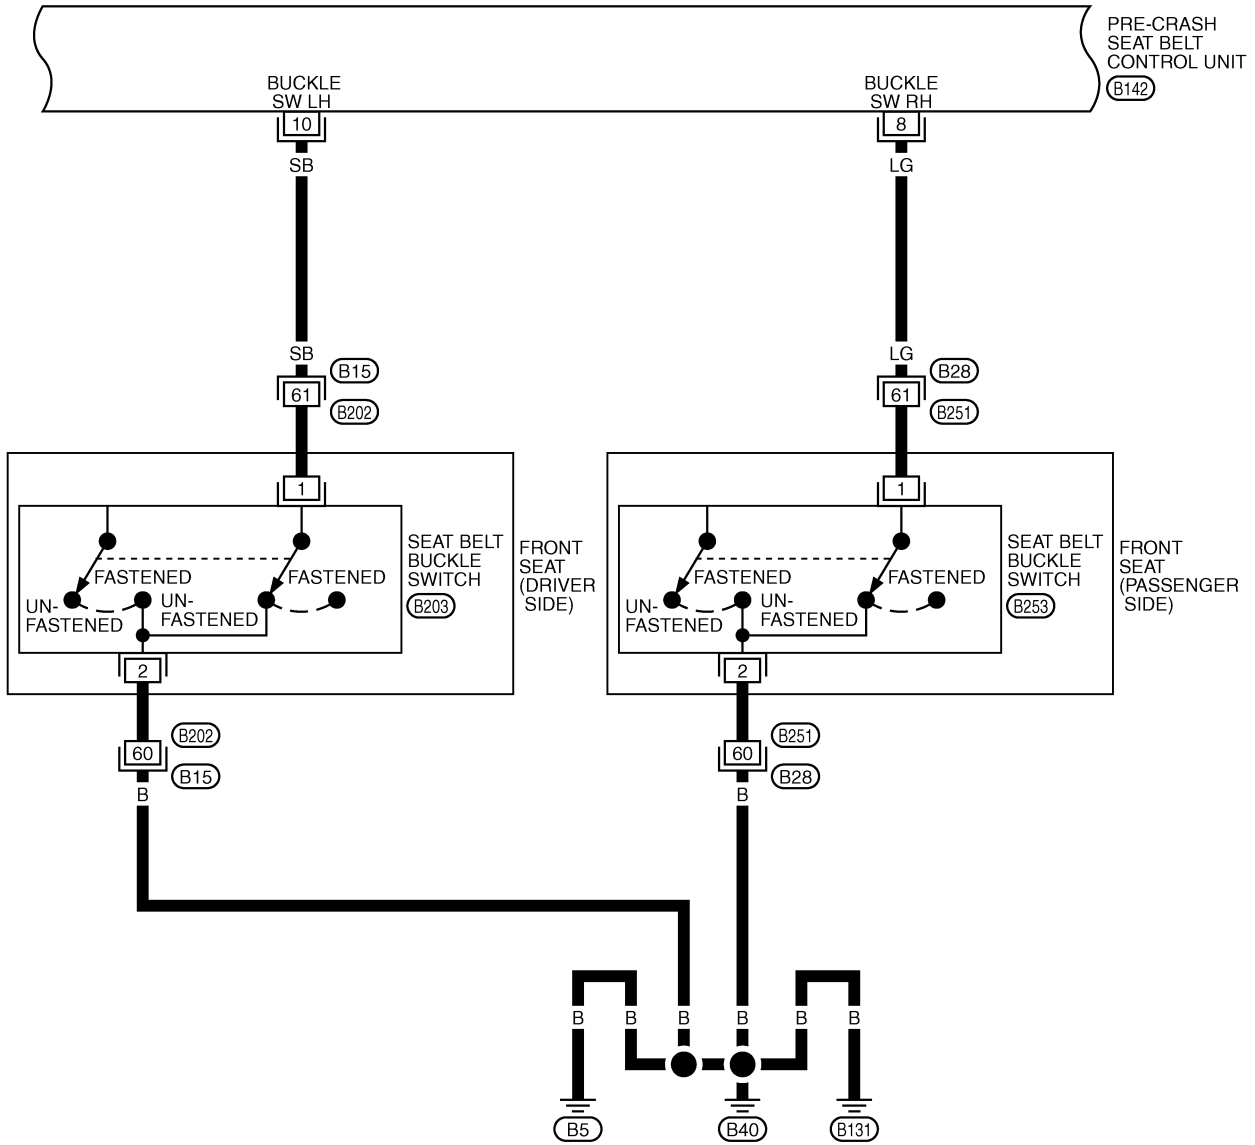 PRE-CRASH
SEAT BELT
CONTROL UNIT
B142
BUCKLE
SW LH
BUCKLE
SW RH
10
8
SB
LG
SB
LG
B15
B28
61
61
B202
B251
1
1
SEAT BELT
BUCKLE
SWITCH
B203
FRONT
SEAT
(DRIVER
SIDE)
FASTENED
FASTENED
UN-
FASTENED
UN-
FASTENED
SEAT BELT
BUCKLE
SWITCH
B253
FRONT
SEAT
(PASSENGER
SIDE)
FASTENED
FASTENED
UN-
FASTENED
UN-
FASTENED
2
2
B202
B251
60
60
B15
B28
B
B
B
B
B
B
B
B
B5
B40
B131